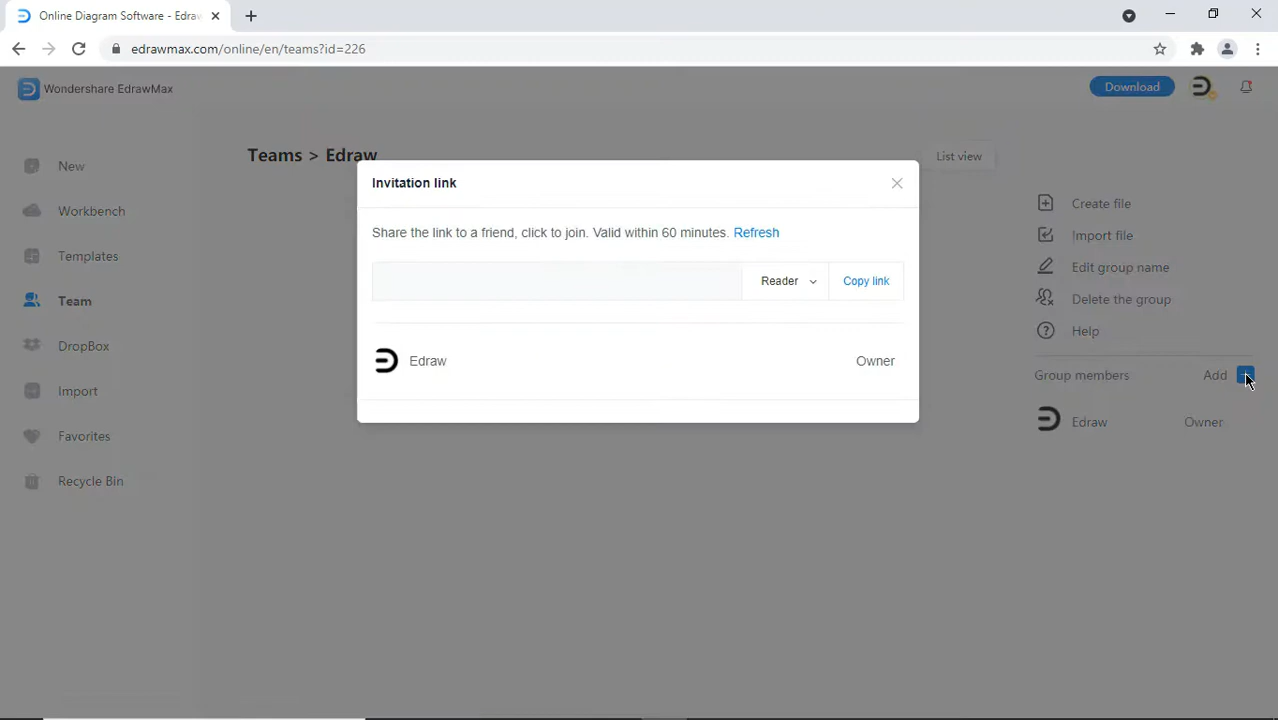 Online Diagram Software - Edraw
edrawmax.com/online/en/teams?id=226
Wondershare EdrawMax
Download
New
Workbench
Templates
Team
DropBox
Import
Favorites
Recycle Bin
Teams > Edraw
List view
Invitation link
Share the link to a friend, click to join. Valid within 60 minutes. Refresh
Reader
Copy link
Edraw
Owner
Create file
Import file
Edit group name
Delete the group
Help
Group members
Add
Edraw
Owner